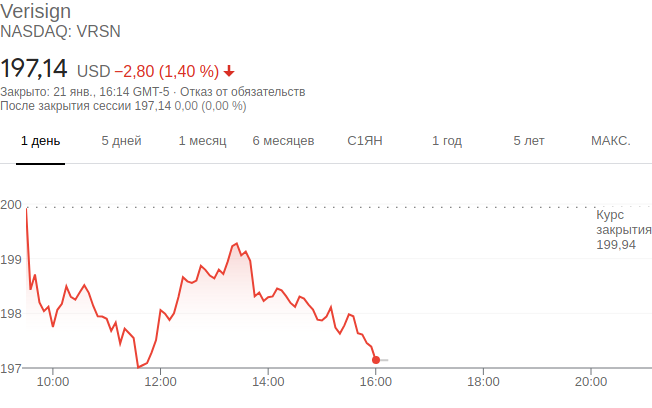 Verisign
NASDAQ: VRSN
197,14 USD −2,80 (1,40 %)
Закрыто: 21 янв., 16:14 GMT-5 · Отказ от обязательств
После закрытия сессии 197,14 0,00 (0,00 %)
1 день 5 дней 1 месяц 6 месяцев С1ЯН 1 год 5 лет МАКС.
200
Курс
закрытия
199,94
199
198
197
10:00 12:00 14:00 16:00 18:00 20:00